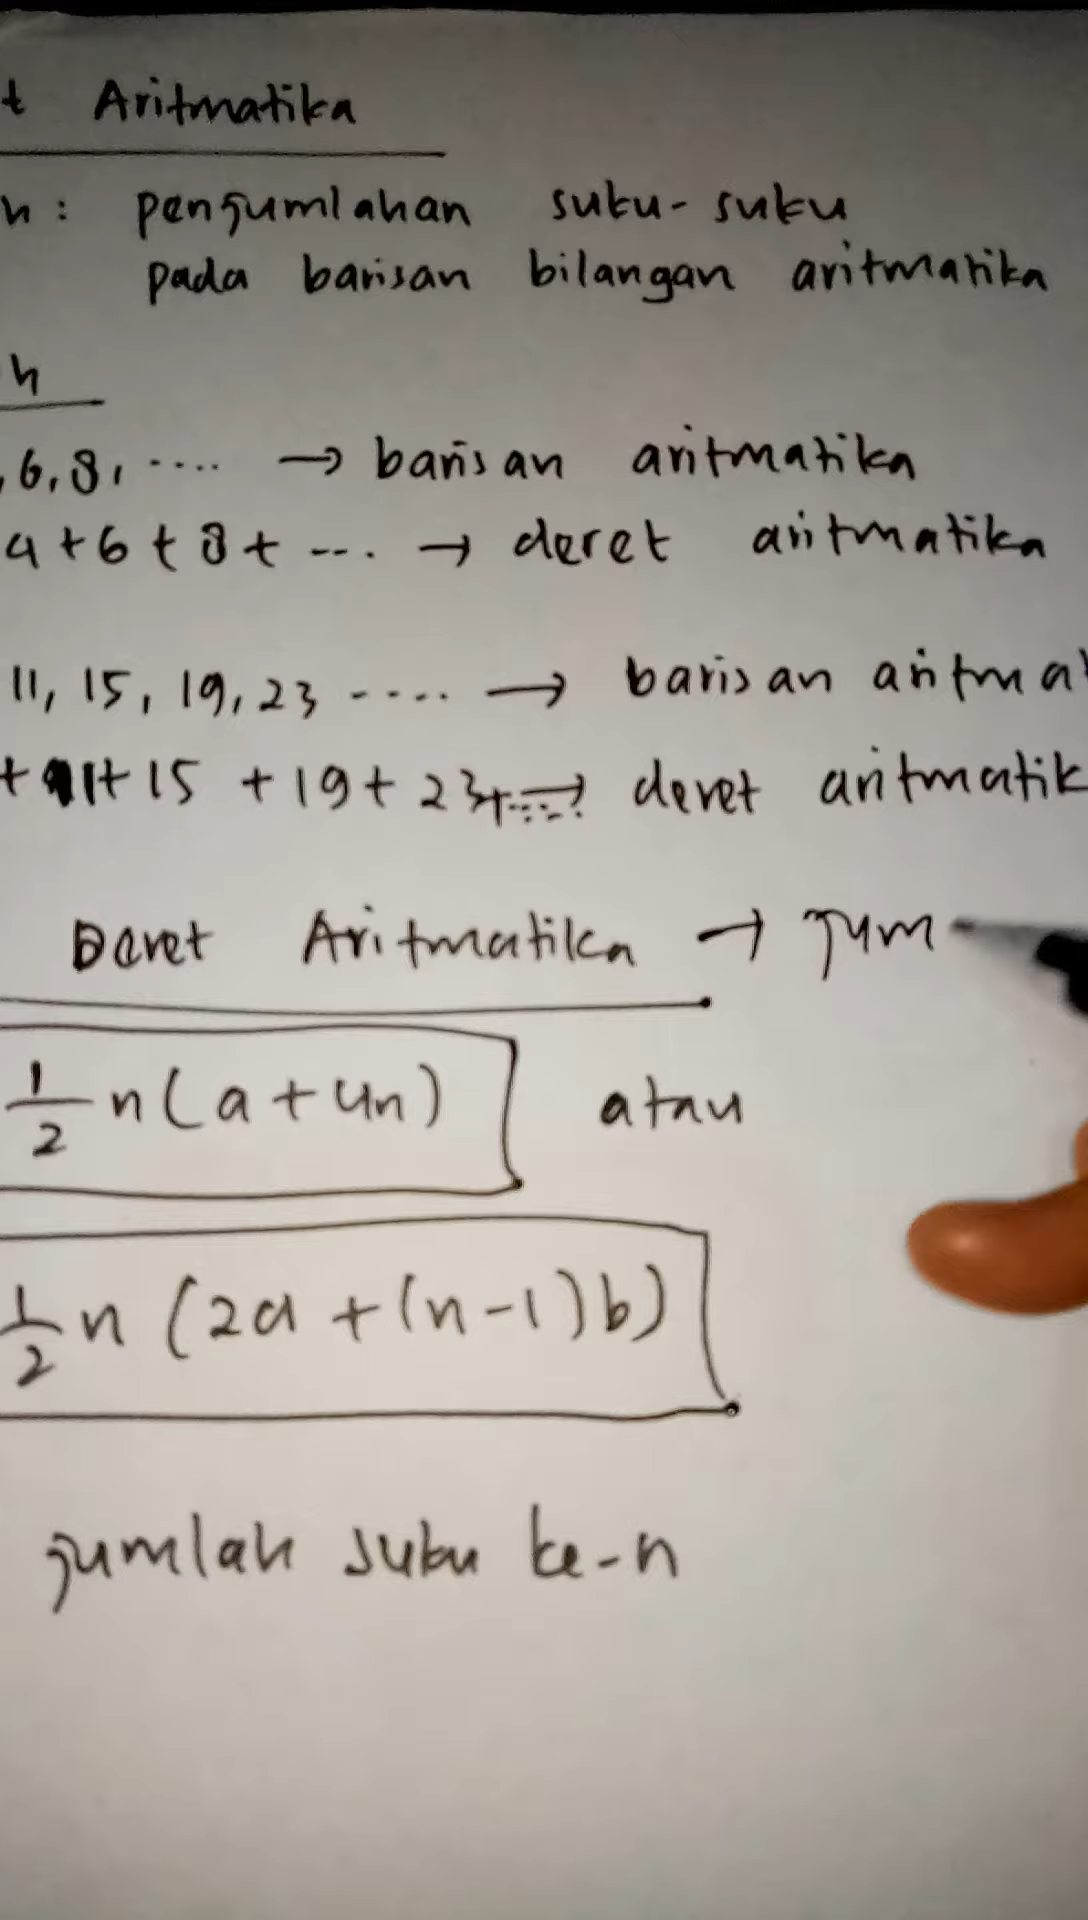 t Aritmatika
h: penjumlahan suku-suku
pada barisan bilangan aritmatika
h
, 6, 8, .... → barisan aritmatika
4 + 6 + 8 + .... → deret aritmatika
11, 15, 19, 23 ..... → barisan aritmat
+ 11 + 15 + 19 + 23 + ..... → deret aritmatik
Deret Aritmatika → jum
1/2 n (a + Un) atau
1/2 n (2a + (n-1)b)
jumlah suku ke-n